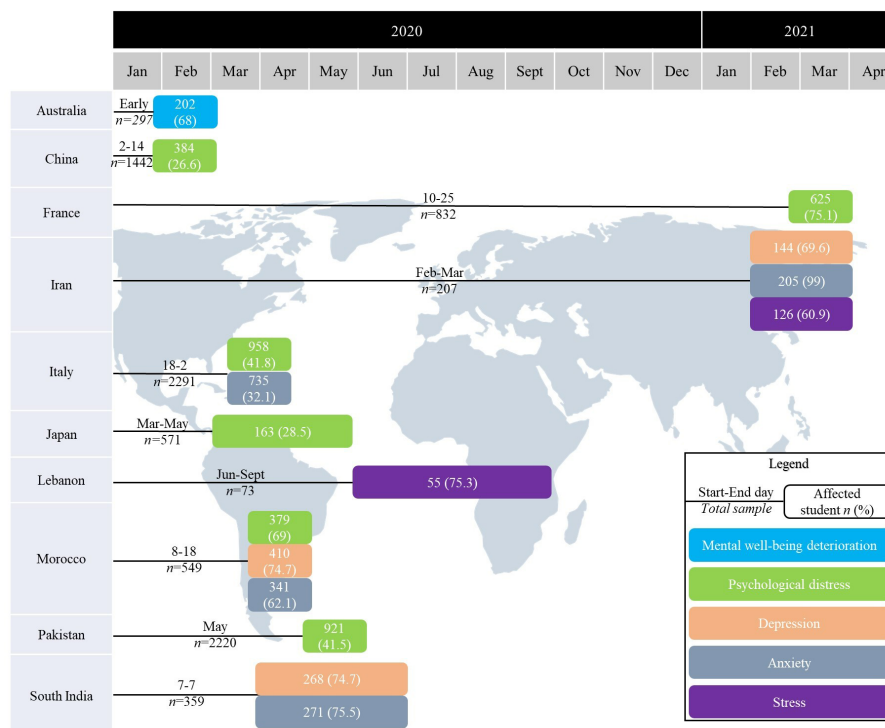 2020 2021
Jan Feb Mar Apr May Jun Jul Aug Sept Oct Nov Dec Jan Feb Mar Apr
Australia
Early
n=297
202
(68)
China
2-14
n=1442
384
(26.6)
France
10-25
n=832
625
(75.1)
Iran
Feb-Mar
n=207
144 (69.6)
205 (99)
126 (60.9)
Italy
18-2
n=2291
958
(41.8)
735
(32.1)
Japan
Mar-May
n=571
163 (28.5)
Lebanon
Jun-Sept
n=73
55 (75.3)
Morocco
8-18
n=549
379
(69)
410
(74.7)
341
(62.1)
Pakistan
May
n=2220
921
(41.5)
South India
7-7
n=359
268 (74.7)
271 (75.5)
Legend
Start-End day
Total sample
Affected
student n (%)
Mental well-being deterioration
Psychological distress
Depression
Anxiety
Stress